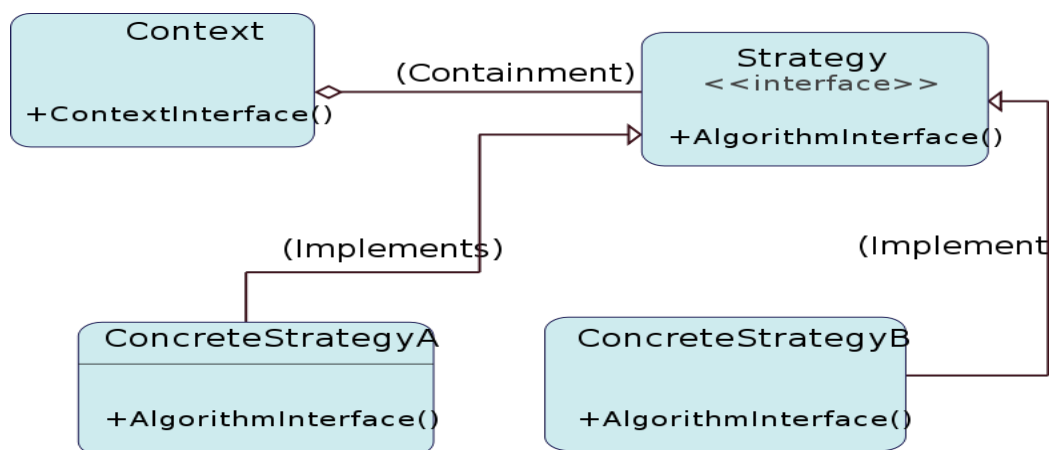 Context
+ContextInterface()
(Containment)
Strategy
<<interface>>
+AlgorithmInterface()
(Implements)
(Implement
ConcreteStrategyA
+AlgorithmInterface()
ConcreteStrategyB
+AlgorithmInterface()